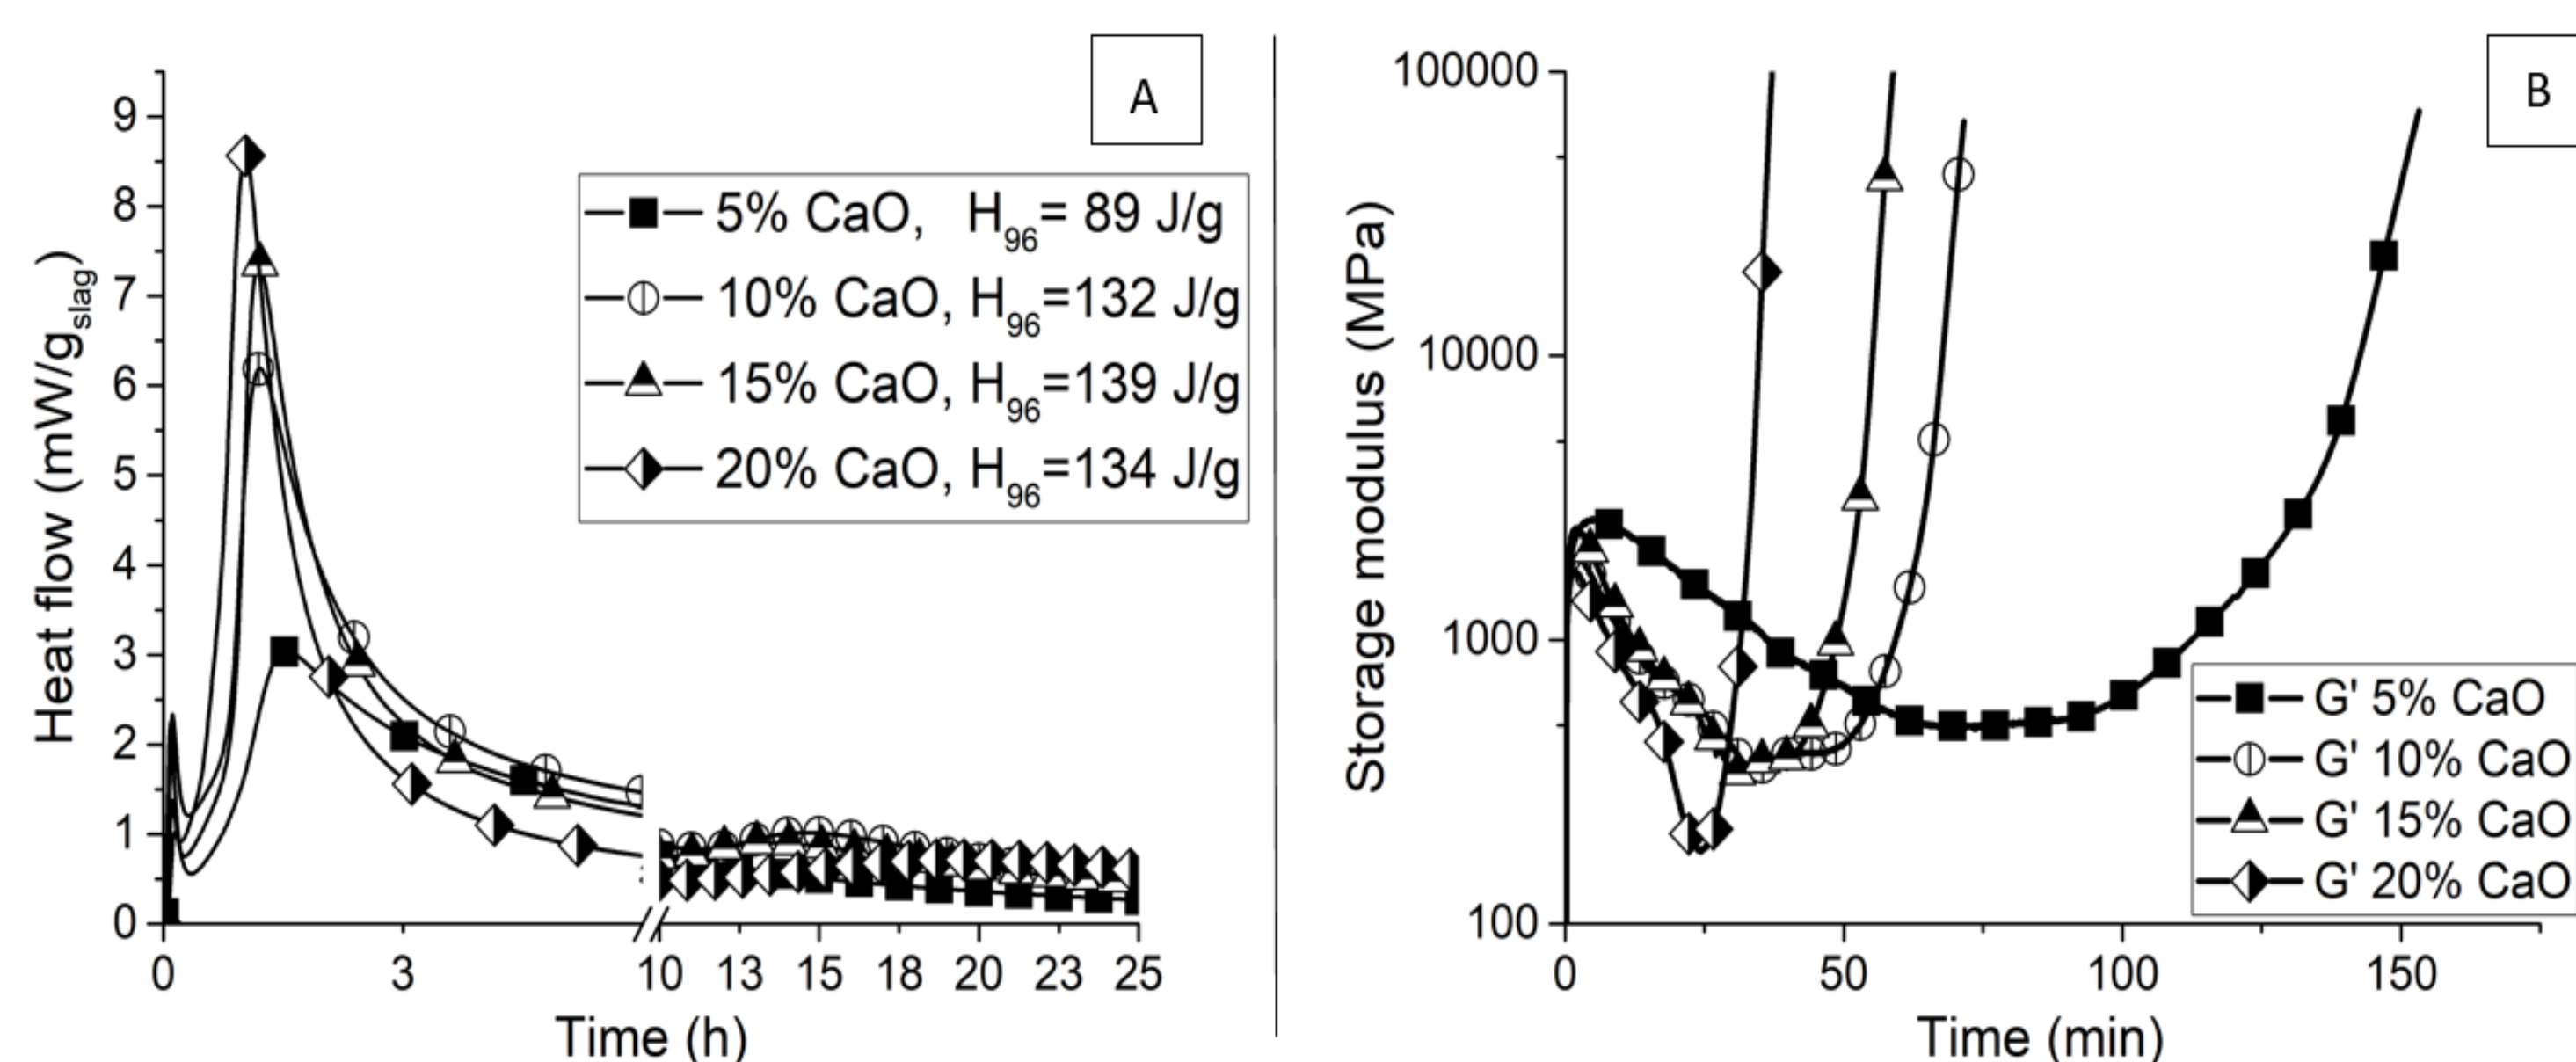 A
9
8
7
6
5
4
3
2
1
0
Heat flow (mW/g_slag)
5% CaO, H96= 89 J/g
10% CaO, H96=132 J/g
15% CaO, H96=139 J/g
20% CaO, H96=134 J/g
0 3 10 13 15 18 20 23 25
Time (h)
B
100000
10000
1000
100
Storage modulus (MPa)
G' 5% CaO
G' 10% CaO
G' 15% CaO
G' 20% CaO
0 50 100 150
Time (min)